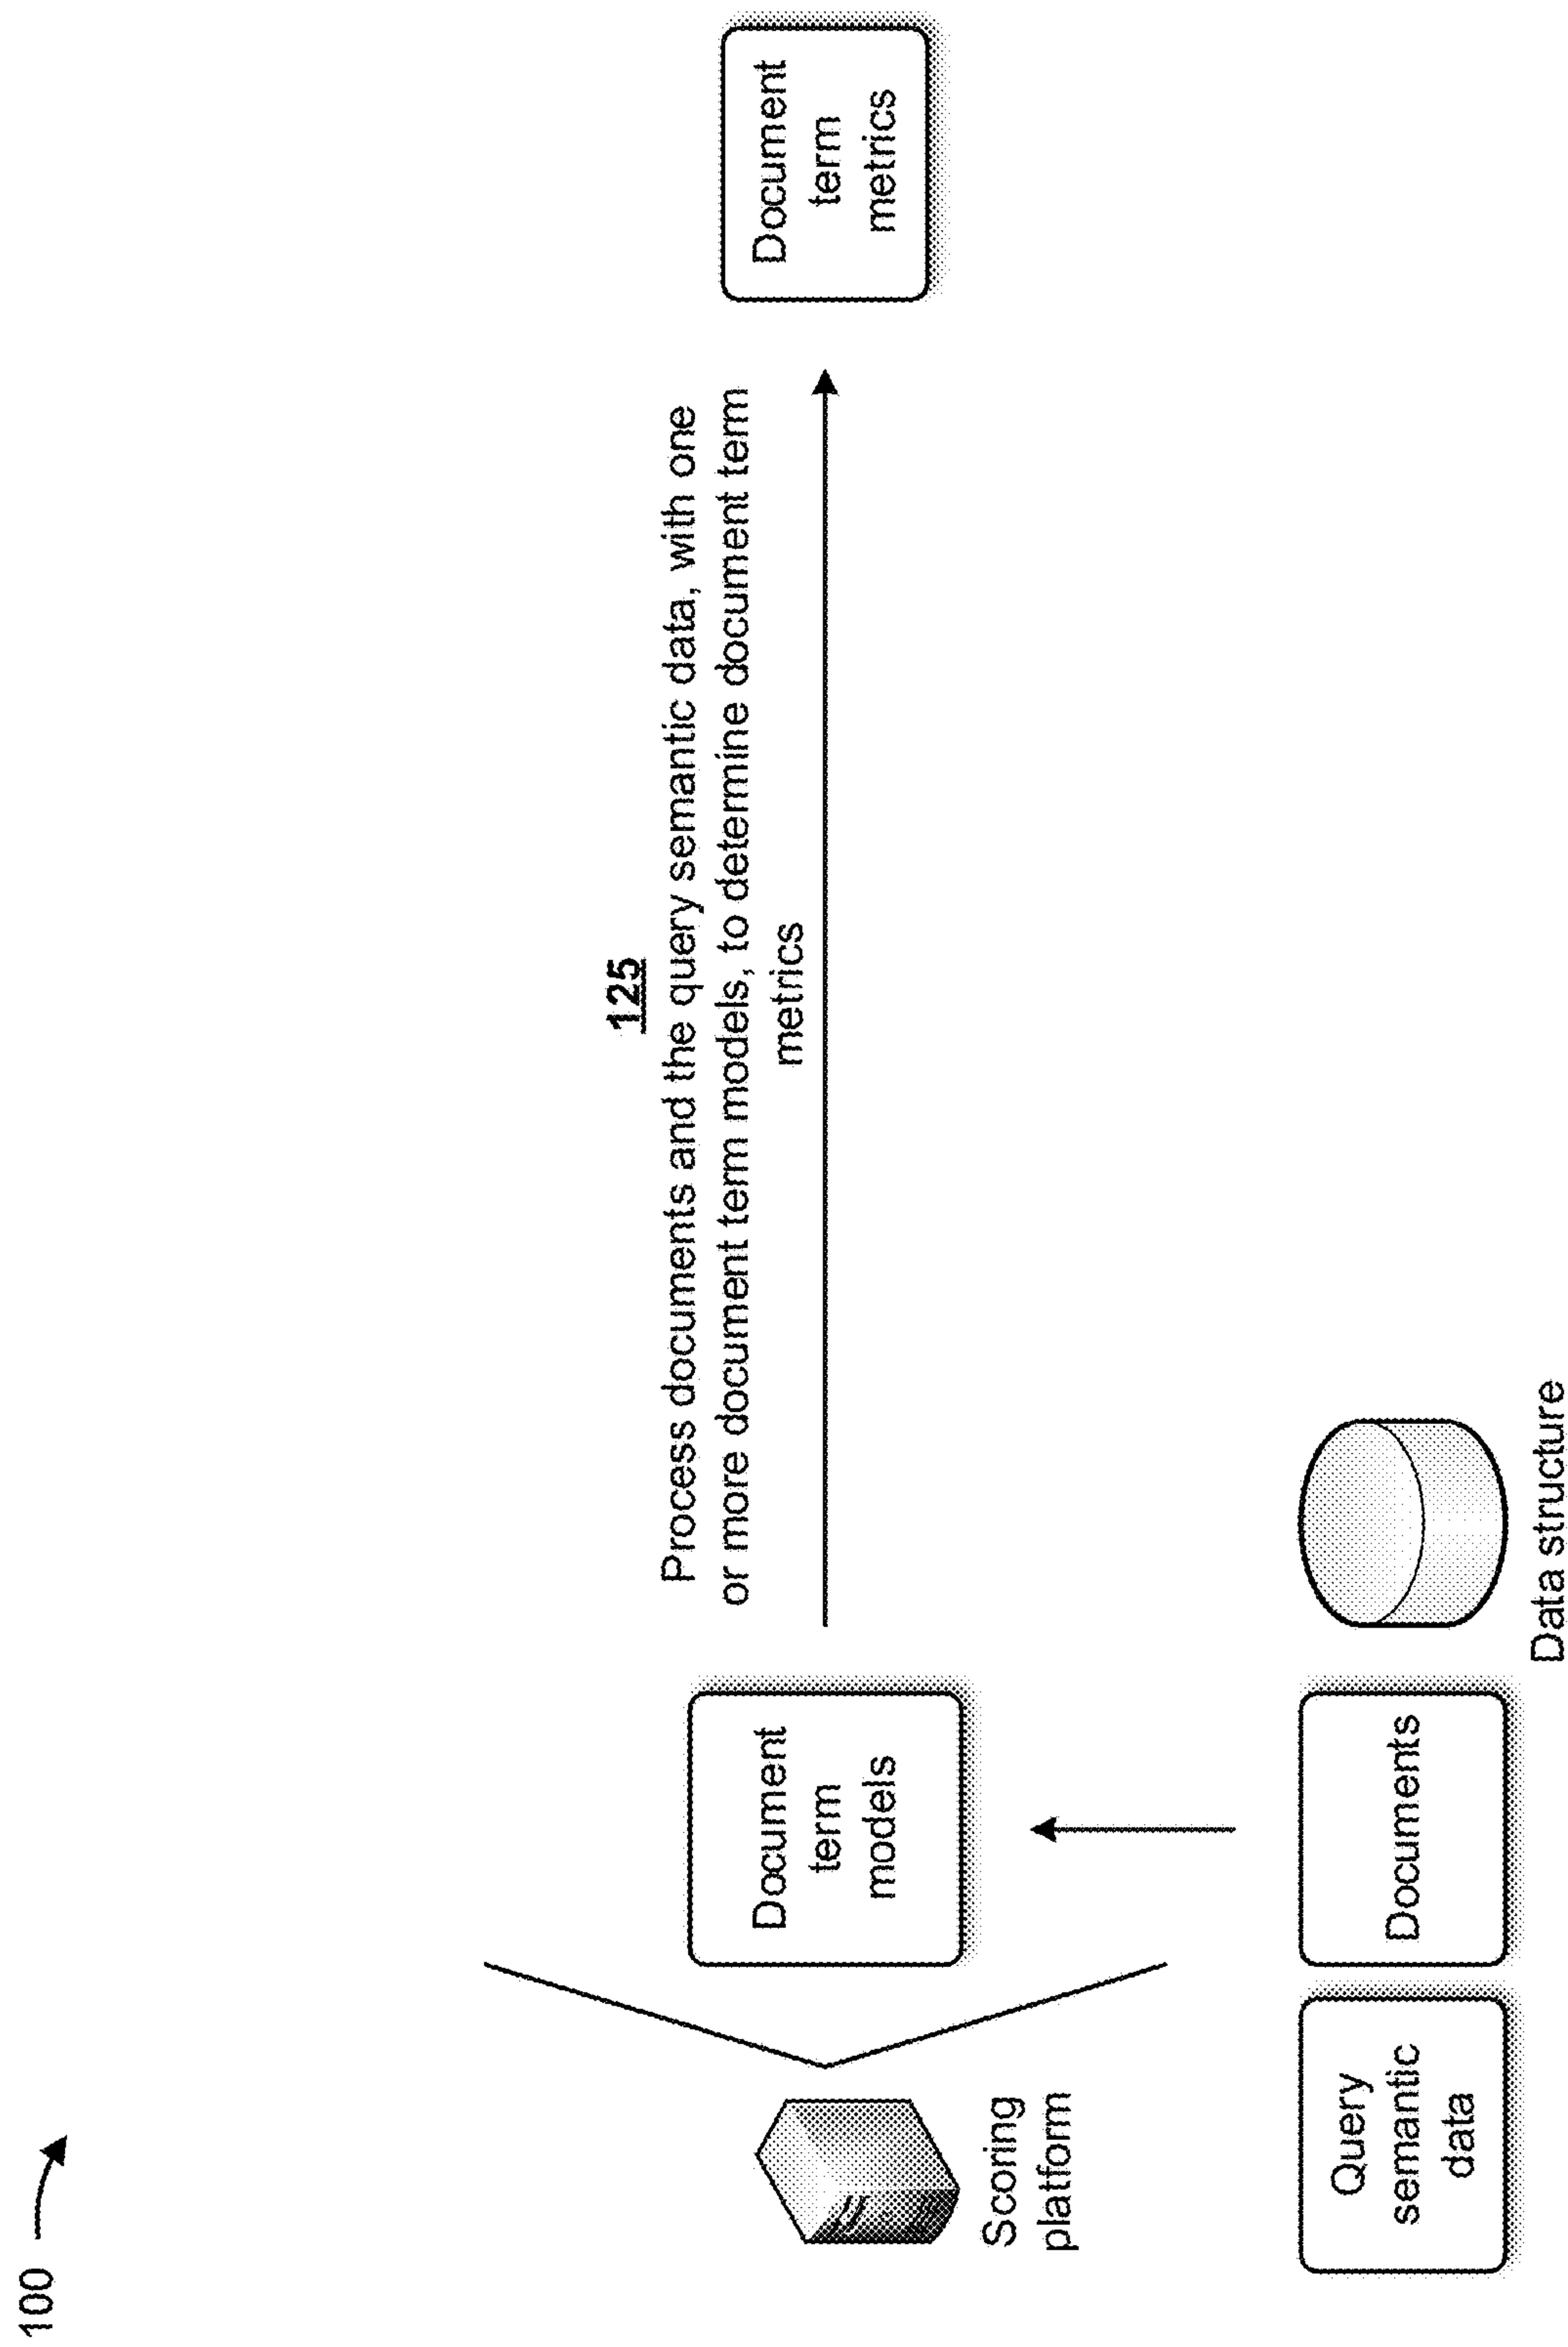 100
125
Process documents and the query semantic data, with one
or more document term models, to determine document term
metrics
Document
term
models
Document
term
metrics
Scoring
platform
Query
semantic
data
Documents
Data structure